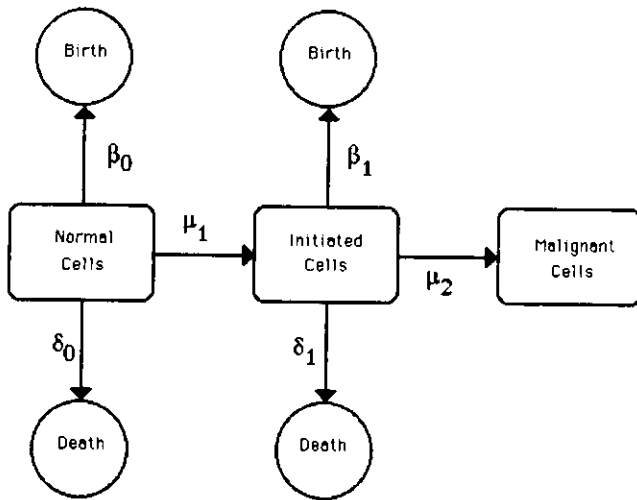 Birth
Birth
β0
β1
Normal
Cells
μ1
Initiated
Cells
μ2
Malignant
Cells
δ0
δ1
Death
Death